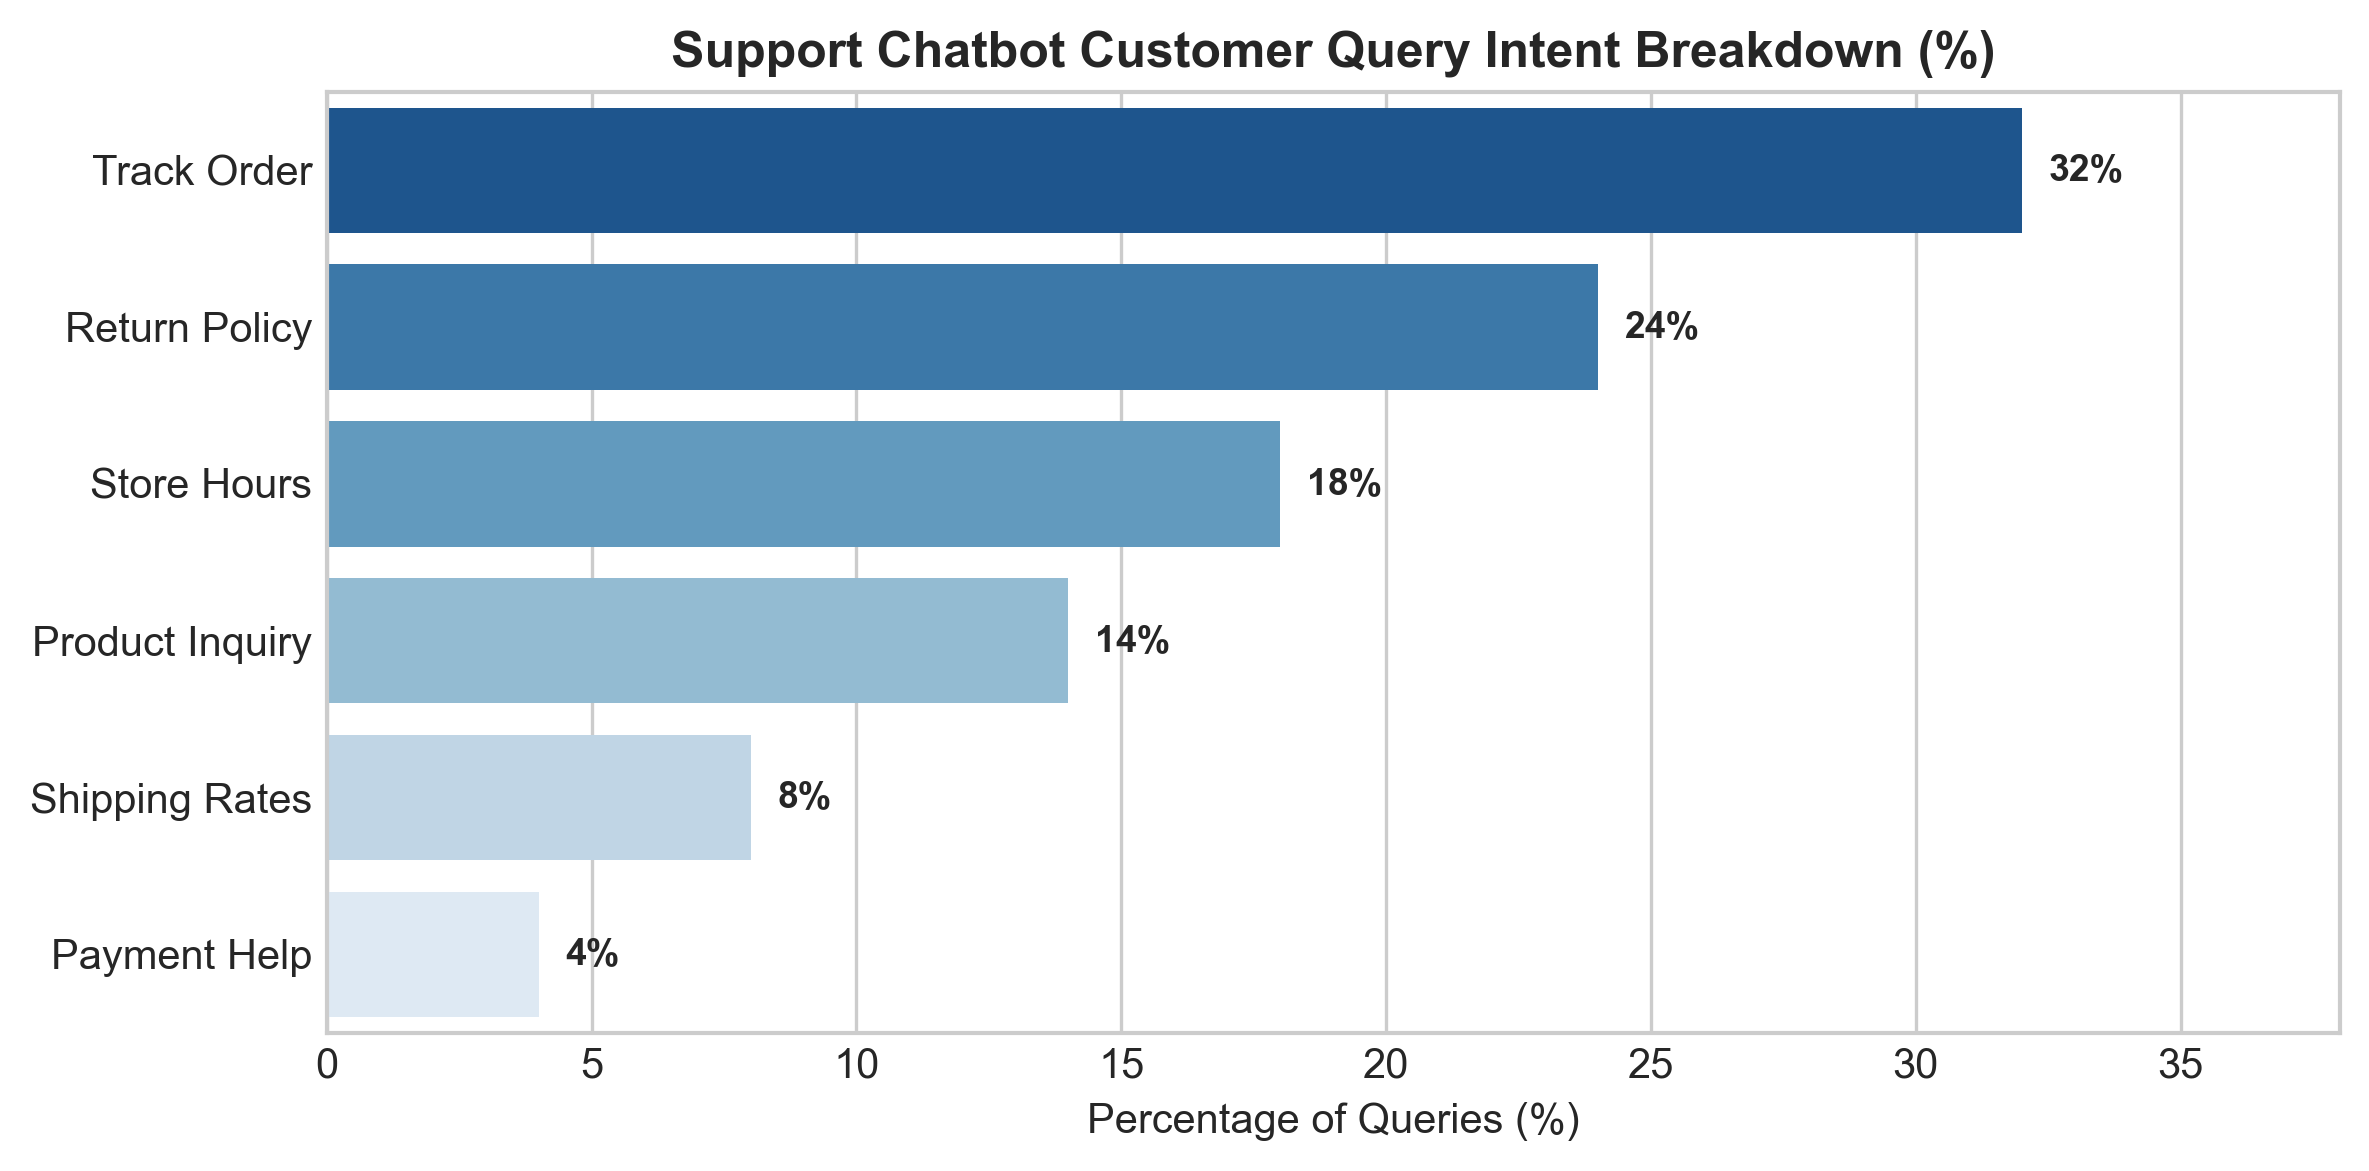 Support Chatbot Customer Query Intent Breakdown (%)
Track Order
32%
Return Policy
24%
Store Hours
18%
Product Inquiry
14%
Shipping Rates
8%
Payment Help
4%
0 5 10 15 20 25 30 35
Percentage of Queries (%)